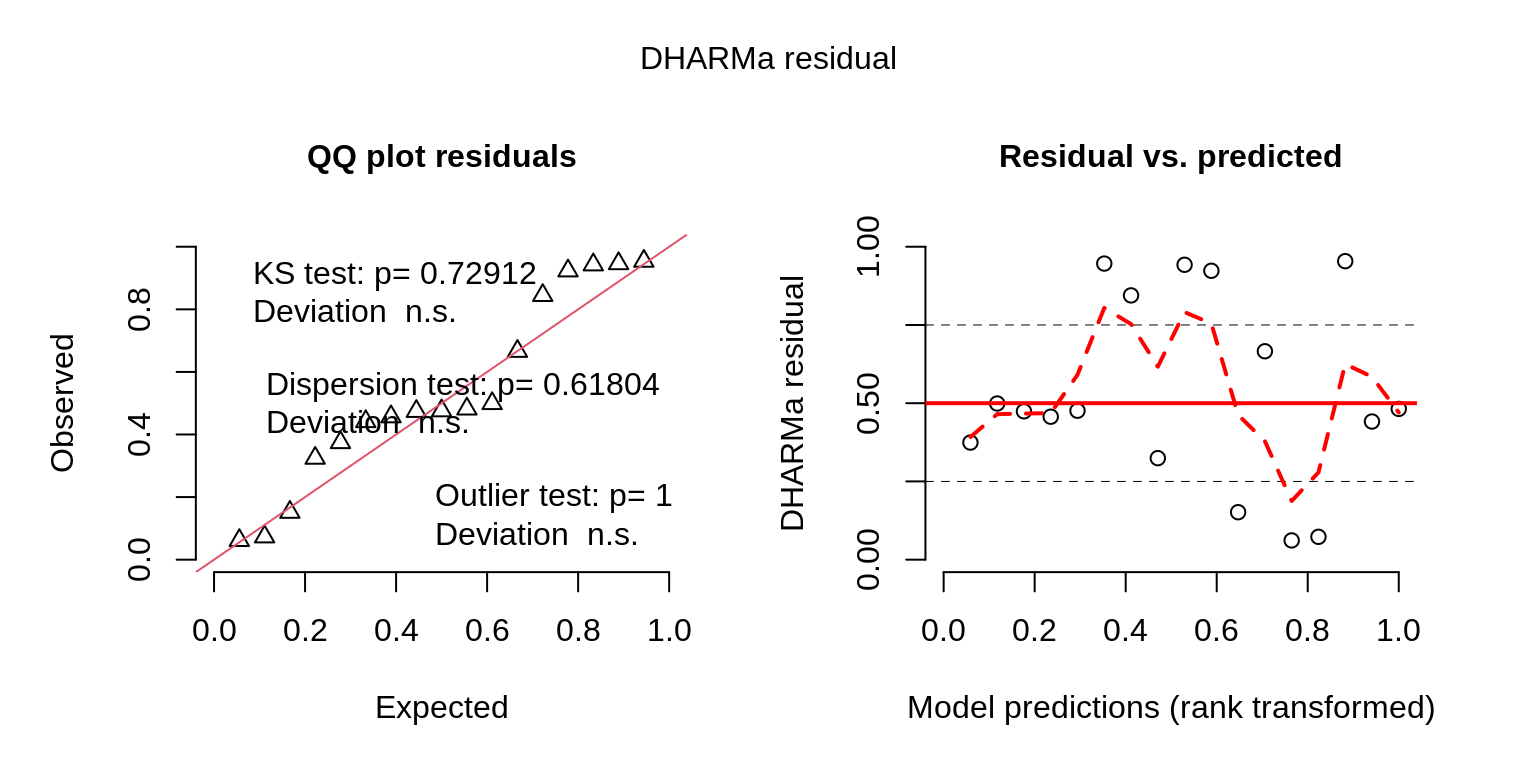 DHARMa residual
QQ plot residuals
Observed
0.0 0.4 0.8
KS test: p= 0.72912
Deviation n.s.
Dispersion test: p= 0.61804
Deviation n.s.
Outlier test: p= 1
Deviation n.s.
0.0 0.2 0.4 0.6 0.8 1.0
Expected
Residual vs. predicted
DHARMa residual
0.00 0.50 1.00
0.0 0.2 0.4 0.6 0.8 1.0
Model predictions (rank transformed)